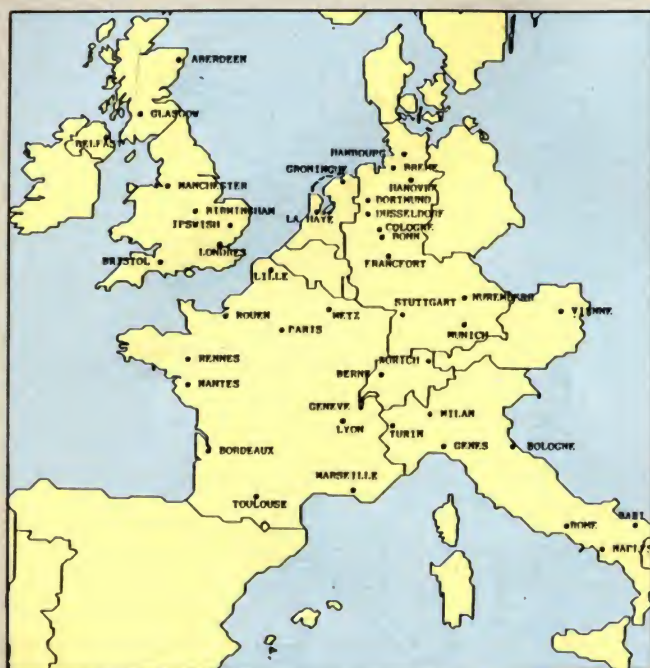 ABERDEEN
GLASGOW
BELFAST
HAMBOURG
BREME
GRONINGUE
MANCHESTER
HANOVRE
DORTMUND
BIRMINGHAM
DUSSELDORF
LA HAYE
IPSWISH
COLOGNE
BONN
LONDRES
BRISTOL
FRANCFORT
LILLE
ROUEN
METZ
STUTTGART
VIENNE
PARIS
MUNICH
RENNES
BERNE
NANTES
GENEVE
MILAN
LYON
TURIN
BORDEAUX
GENES
BOLOGNE
MARSEILLE
TOULOUSE
ROME
BARI
NAPLES